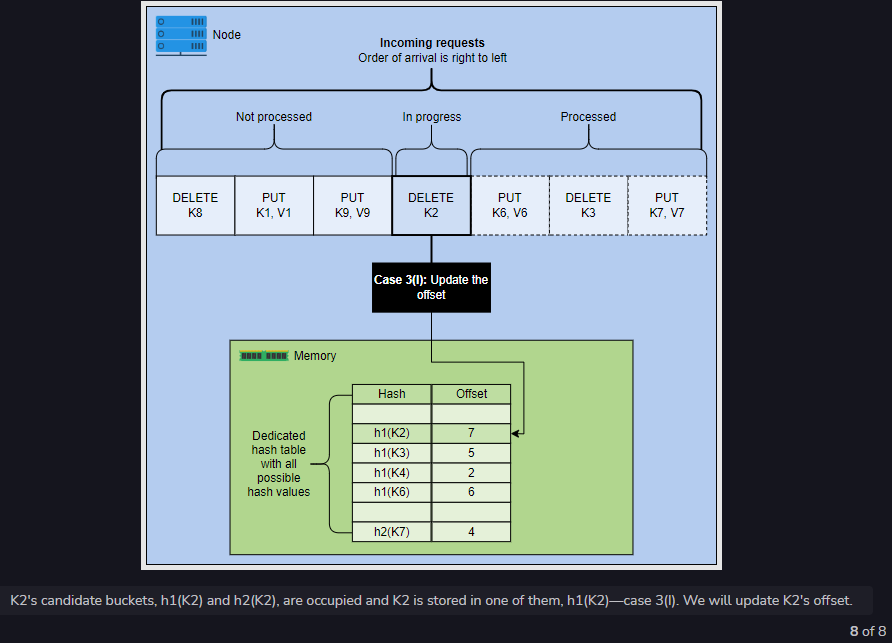 Node
Incoming requests
Order of arrival is right to left
Not processed
In progress
Processed
DELETE
K8
PUT
K1, V1
PUT
K9, V9
DELETE
K2
PUT
K6, V6
DELETE
K3
PUT
K7, V7
Case 3(I): Update the
offset
Memory
Dedicated
hash table
with all
possible
hash values
Hash Offset
h1(K2) 7
h1(K3) 5
h1(K4) 2
h1(K6) 6
h2(K7) 4
K2's candidate buckets, h1(K2) and h2(K2), are occupied and K2 is stored in one of them, h1(K2)—case 3(I). We will update K2's offset.
8 of 8